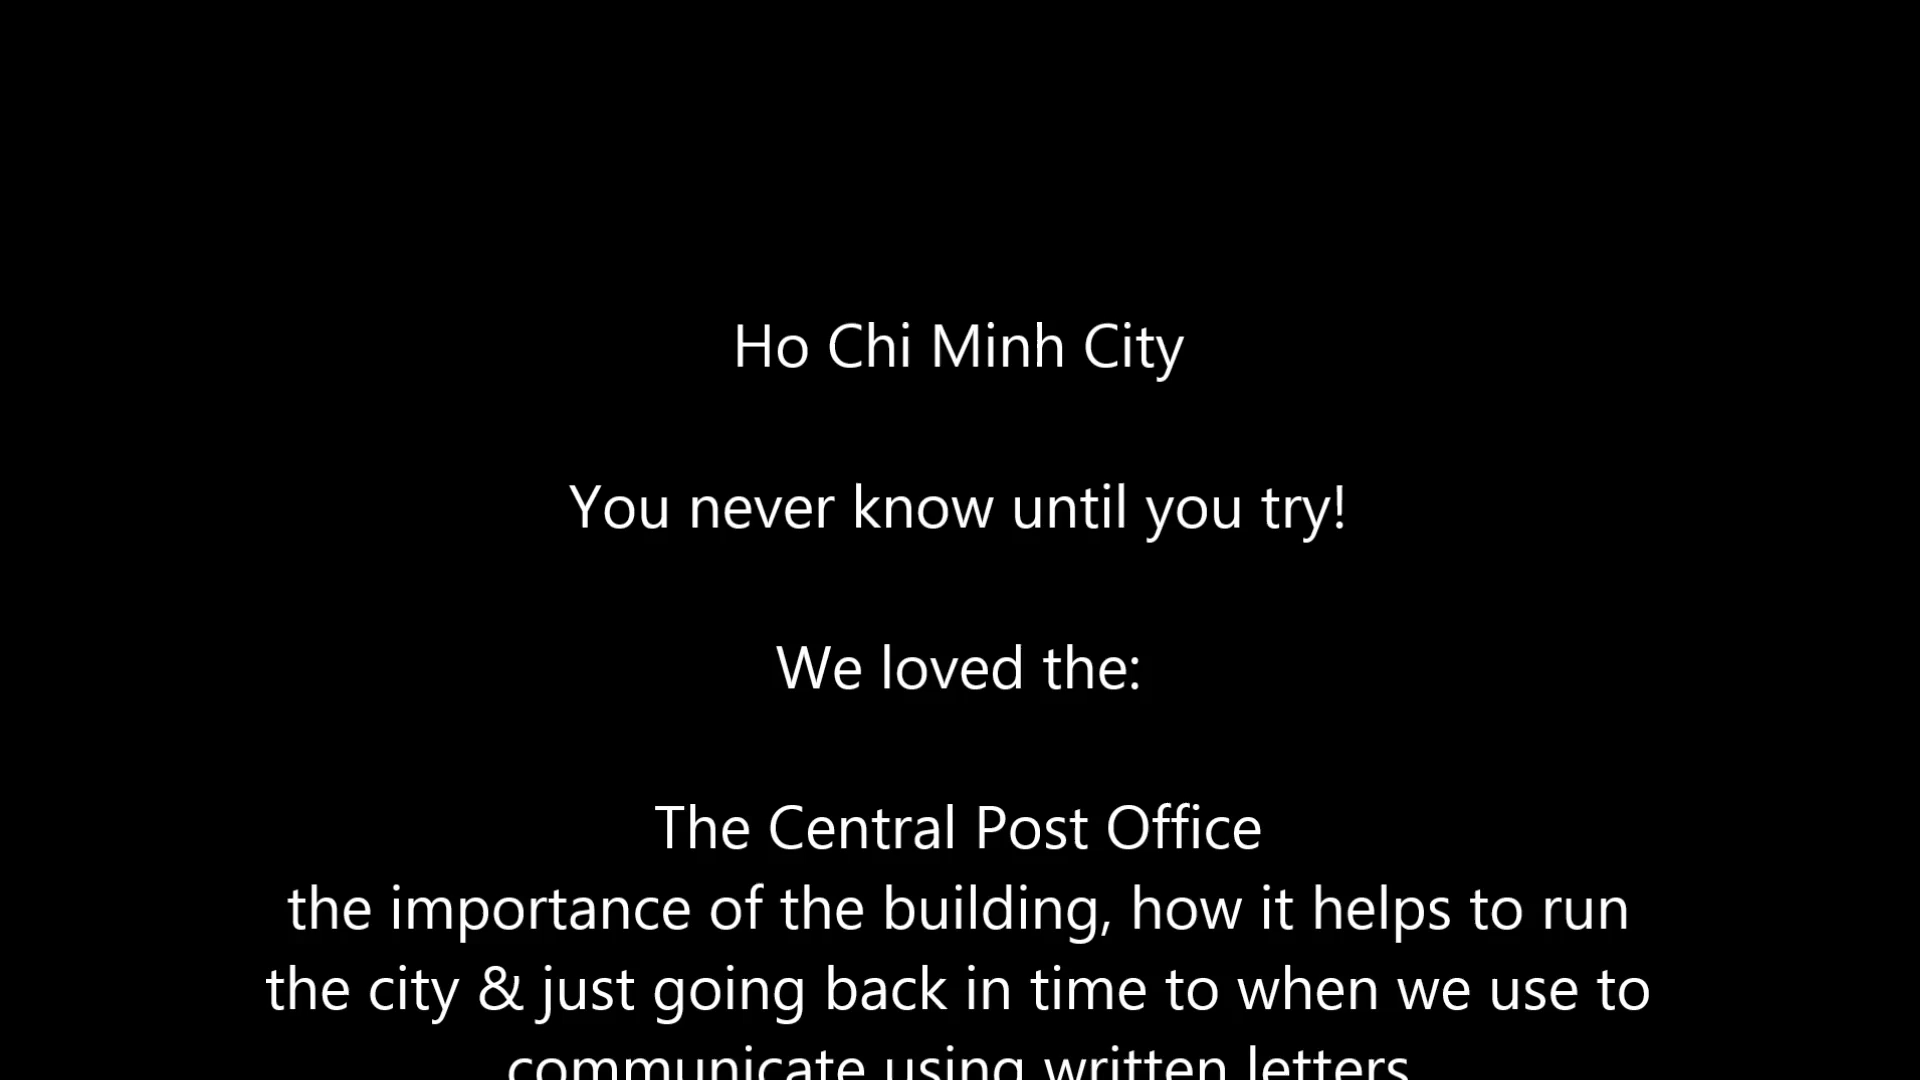 Ho Chi Minh City
You never know until you try!
We loved the:
The Central Post Office
the importance of the building, how it helps to run
the city & just going back in time to when we use to
communicate using written letters